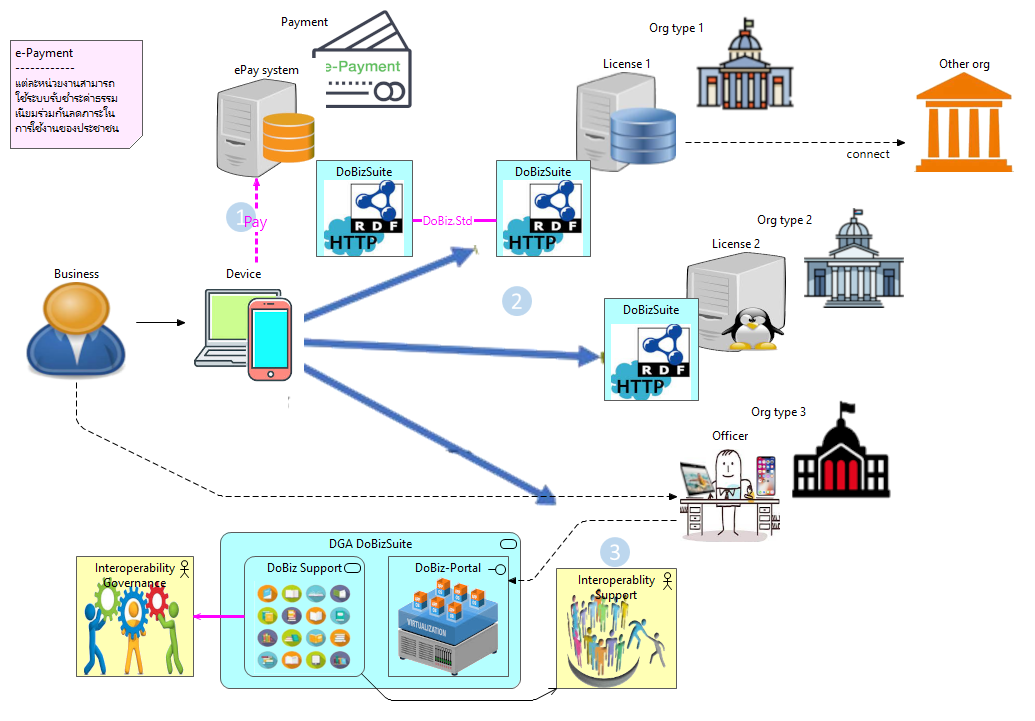 Payment
e-Payment
Org type 1
e-Payment
------------
แต่ละหน่วยงานสามารถ
ใช้ระบบรับชำระค่าธรรม
เนียมร่วมกันลดภาระใน
การใช้งานของประชาชน
ePay system
License 1
Other org
connect
DoBizSuite
RDF
HTTP
DoBiz.Std
DoBizSuite
RDF
HTTP
1
Pay
Org type 2
License 2
Business
Device
2
DoBizSuite
RDF
HTTP
Org type 3
Officer
3
DGA DoBizSuite
DoBiz Support
DoBiz-Portal
VIRTUALIZATION
Interoperability
Governance
Interoperablity
Support